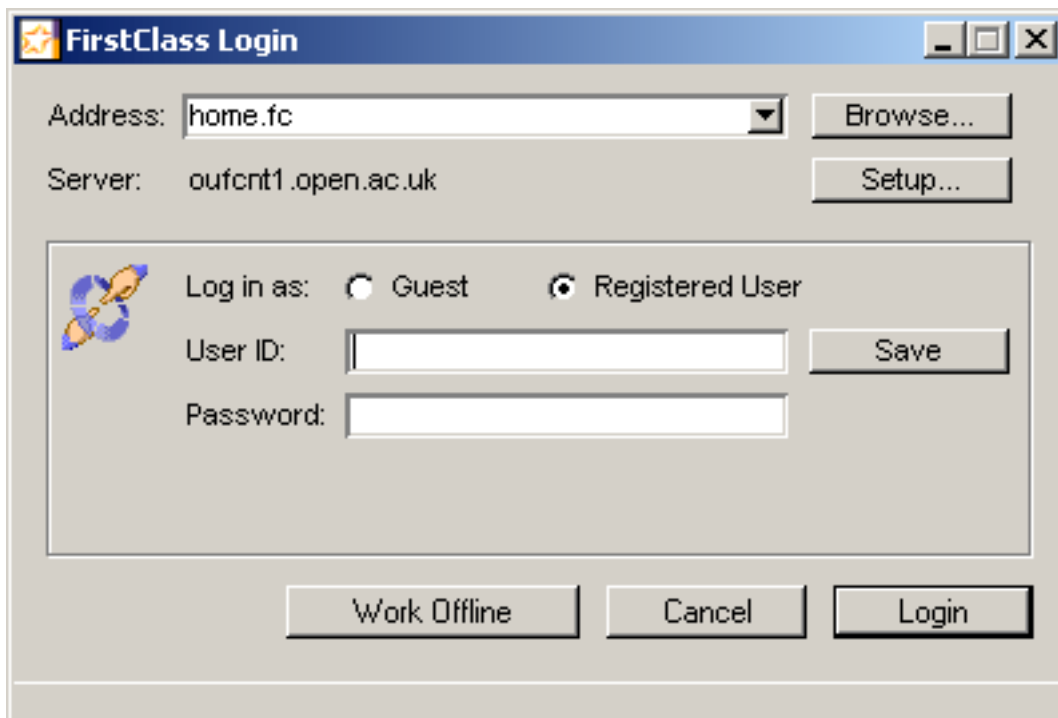 FirstClass Login
Address: home.fc Browse...
Server: oufcnt1.open.ac.uk Setup...
Log in as: Guest Registered User
User ID: Save
Password:
Work Offline Cancel Login